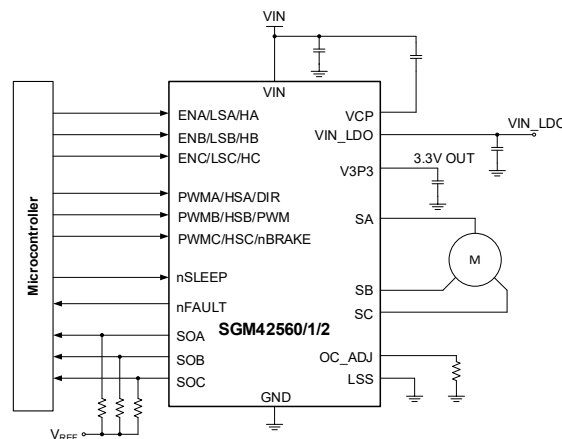 VIN
VIN
Microcontroller
ENA/LSA/HA
ENB/LSB/HB
ENC/LSC/HC
PWMA/HSA/DIR
PWMB/HSB/PWM
PWMC/HSC/nBRAKE
nSLEEP
nFAULT
SOA
SOB
SOC
VREF
SGM42560/1/2
GND
VCP
VIN_LDO
VIN_LDO
V3P3
3.3V OUT
SA
M
SB
SC
OC_ADJ
LSS